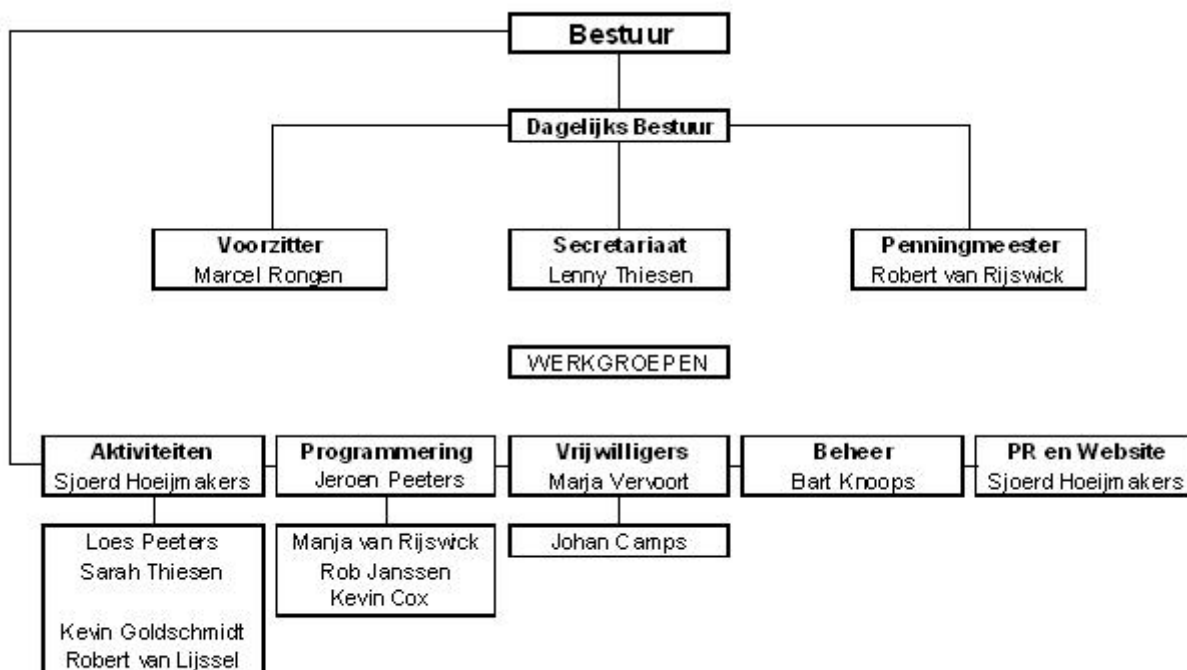 Bestuur
Dagelijks Bestuur
Voorzitter
Marcel Rongen
Secretariaat
Lenny Thiesen
Penningmeester
Robert van Rijswick
WERKGROEPEN
Aktiviteiten
Sjoerd Hoeijmakers
Programmering
Jeroen Peeters
Vrijwilligers
Marja Vervoort
Beheer
Bart Knoops
PR en Website
Sjoerd Hoeijmakers
Loes Peeters
Sarah Thiesen
Kevin Goldschmidt
Robert van Lijssel
Manja van Rijswick
Rob Janssen
Kevin Cox
Johan Camps